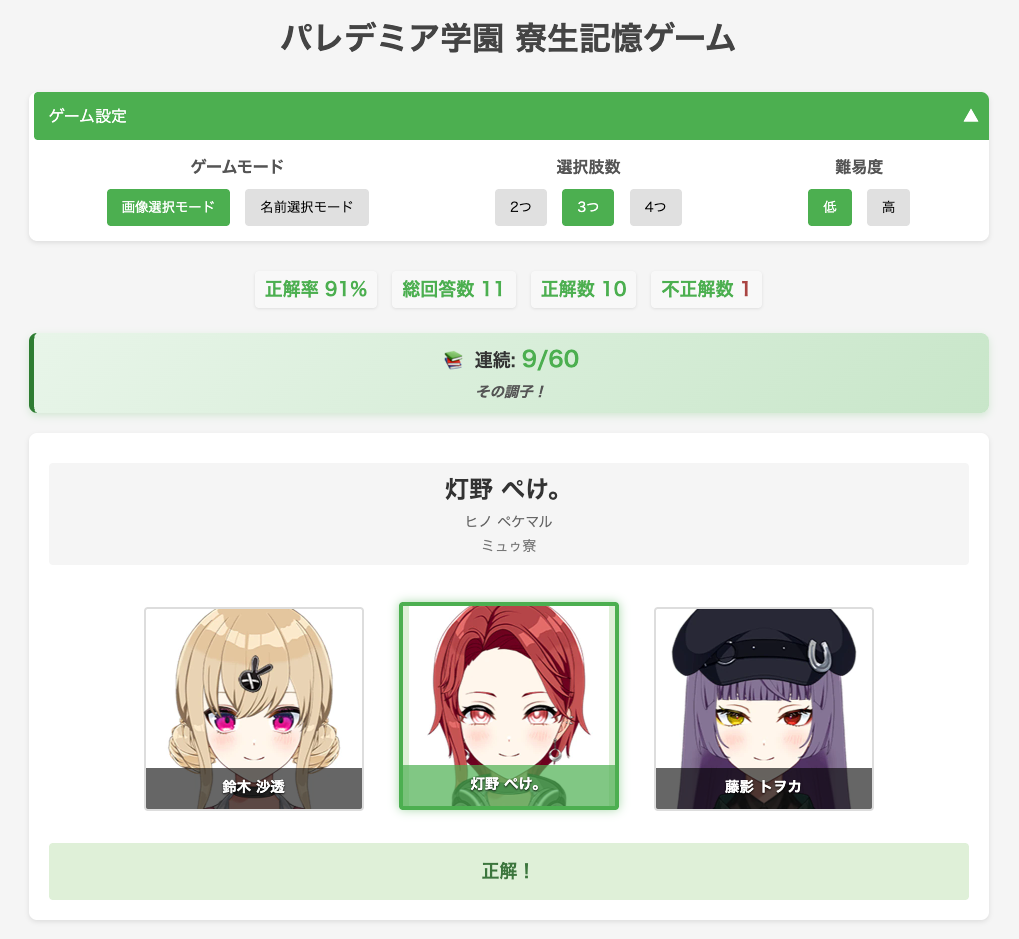 パレデミア学園 寮生記憶ゲーム
ゲーム設定 ▲
ゲームモード 選択肢数 難易度
画像選択モード 名前選択モード 2つ 3つ 4つ 低 高
正解率 91% 総回答数 11 正解数 10 不正解数 1
📚 連続: 9/60
その調子！
灯野 ぺけ。
ヒノ ペケマル
ミュゥ寮
鈴木 沙透 灯野 ぺけ。 藤影 トヲカ
正解！